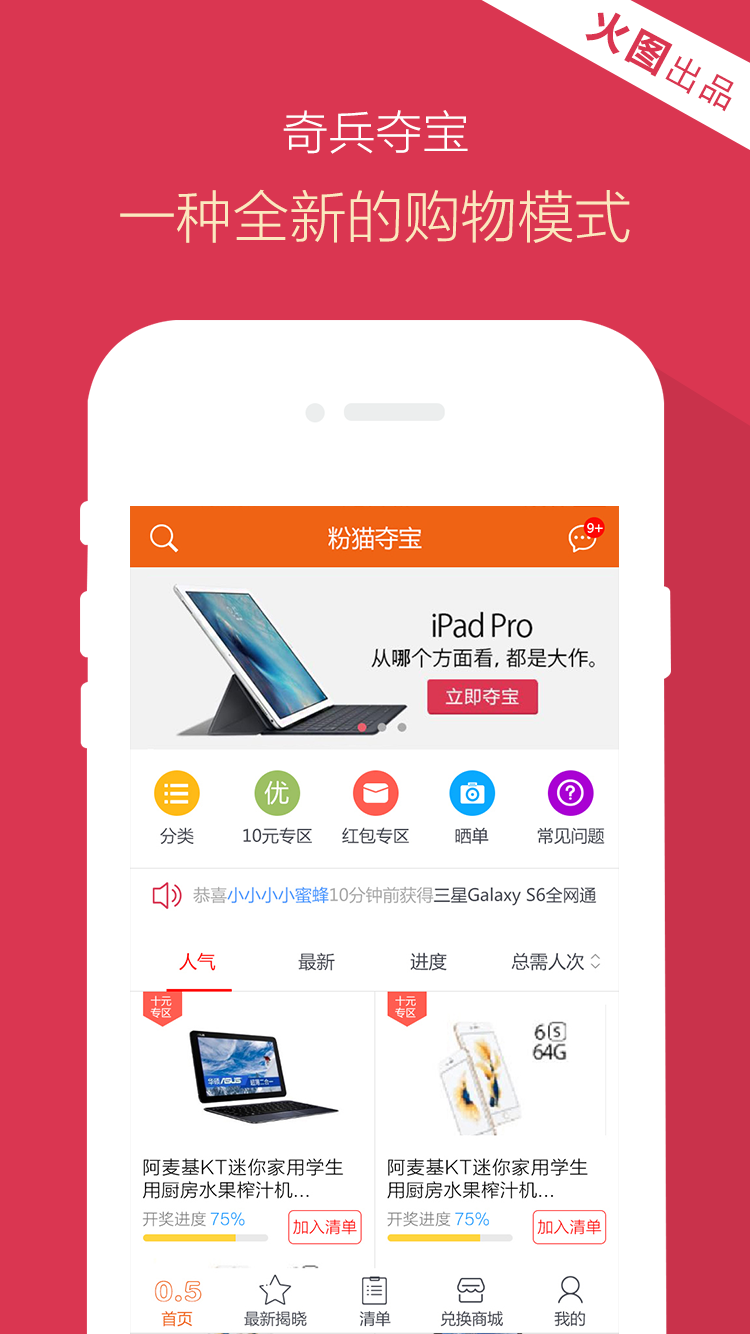 火图出品
奇兵夺宝
一种全新的购物模式
粉猫夺宝
9+
iPad Pro
从哪个方面看，都是大作。
立即夺宝
优
分类
10元专区
红包专区
晒单
常见问题
恭喜小小小小蜜蜂10分钟前获得三星Galaxy S6全网通
人气
最新
进度
总需人次
十元
专区
十元
专区
华硕 ASUS 超薄二合一
6S
64G
阿麦基KT迷你家用学生
用厨房水果榨汁机...
阿麦基KT迷你家用学生
用厨房水果榨汁机...
开奖进度 75%
加入清单
开奖进度 75%
加入清单
0.5
首页
最新揭晓
清单
兑换商城
我的